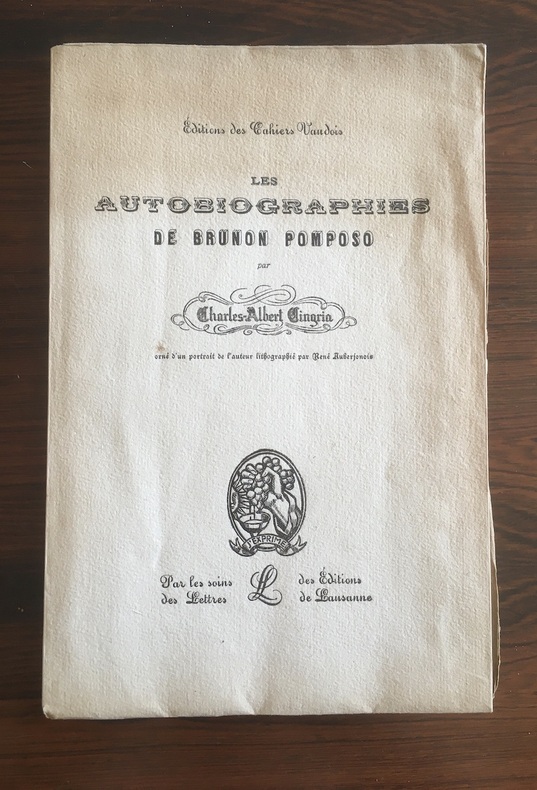 Éditions des Cahiers Vaudois
LES
AUTOBIOGRAPHIES
DE BRUNON POMPOSO
par
Charles-Albert Cingria
orné d'un portrait de l'auteur lithographié par René Auberjonois
J'EXPRIME
Par les soins
des Lettres
L
des Éditions
de Lausanne